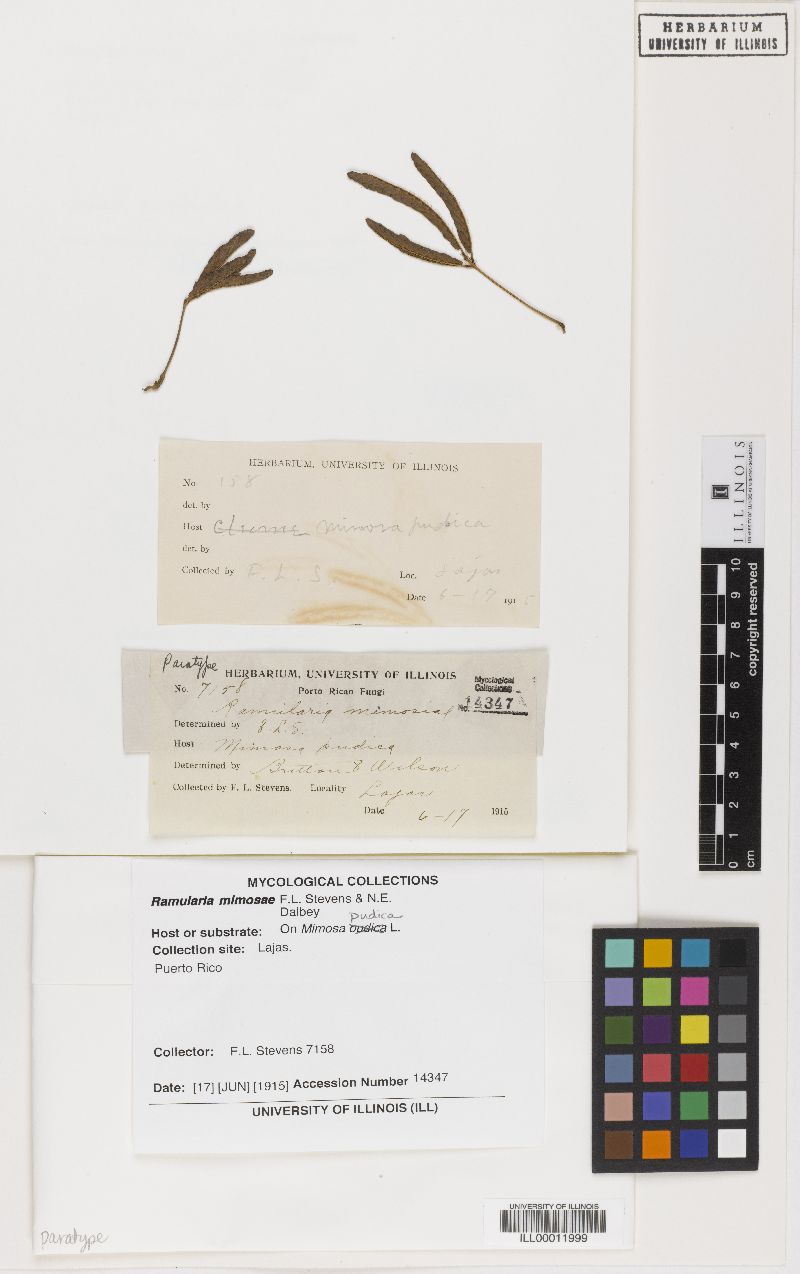 HERBARIUM
UNIVERSITY OF ILLINOIS
HERBARIUM, UNIVERSITY OF ILLINOIS
No. 158
det. by
Host Mimosa pudica
det. by
Collected by F. L. S. Loc. Lajas
Date 6-17 1915
Paratype
HERBARIUM, UNIVERSITY OF ILLINOIS
No. 7158 Porto Rican Fungi
Mycological
Collections
No. 14347
Ramularia mimosiae
Determined by F. L. S.
Host Mimosa pudica
Determined by Britton & Wilson
Collected by F. L. Stevens. Locality Lajas
Date 6-17 1915
ILLINOIS
copyright reserved
0 1 2 3 4 5 6 7 8 9 10
cm
MYCOLOGICAL COLLECTIONS
Ramularia mimosae F.L. Stevens & N.E.
Dalbey
pudica
Host or substrate: On Mimosa oudica L.
Collection site: Lajas.
Puerto Rico
Collector: F.L. Stevens 7158
Date: [17] [JUN] [1915] Accession Number 14347
UNIVERSITY OF ILLINOIS (ILL)
Paratype
UNIVERSITY OF ILLINOIS
ILL00011999